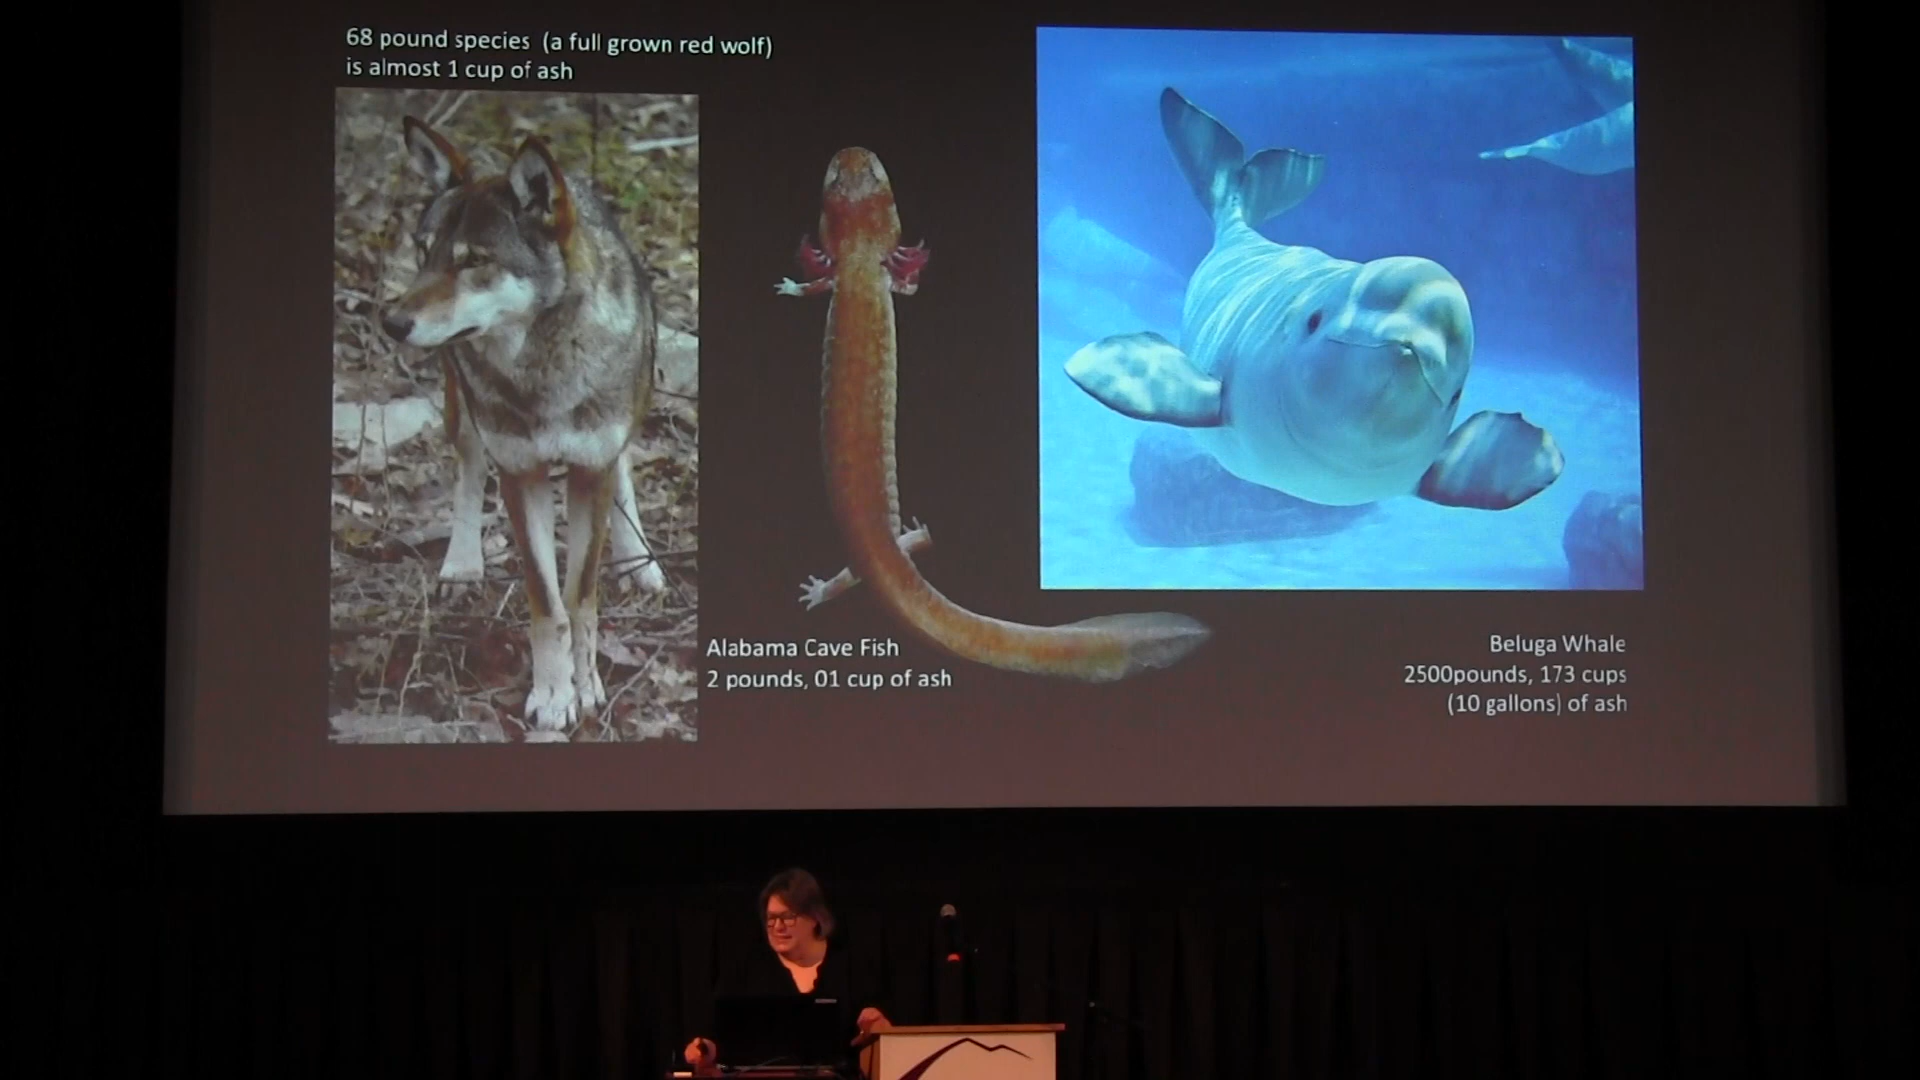 68 pound species (a full grown red wolf)
is almost 1 cup of ash
Alabama Cave Fish
2 pounds, 01 cup of ash
Beluga Whale
2500pounds, 173 cups
(10 gallons) of ash